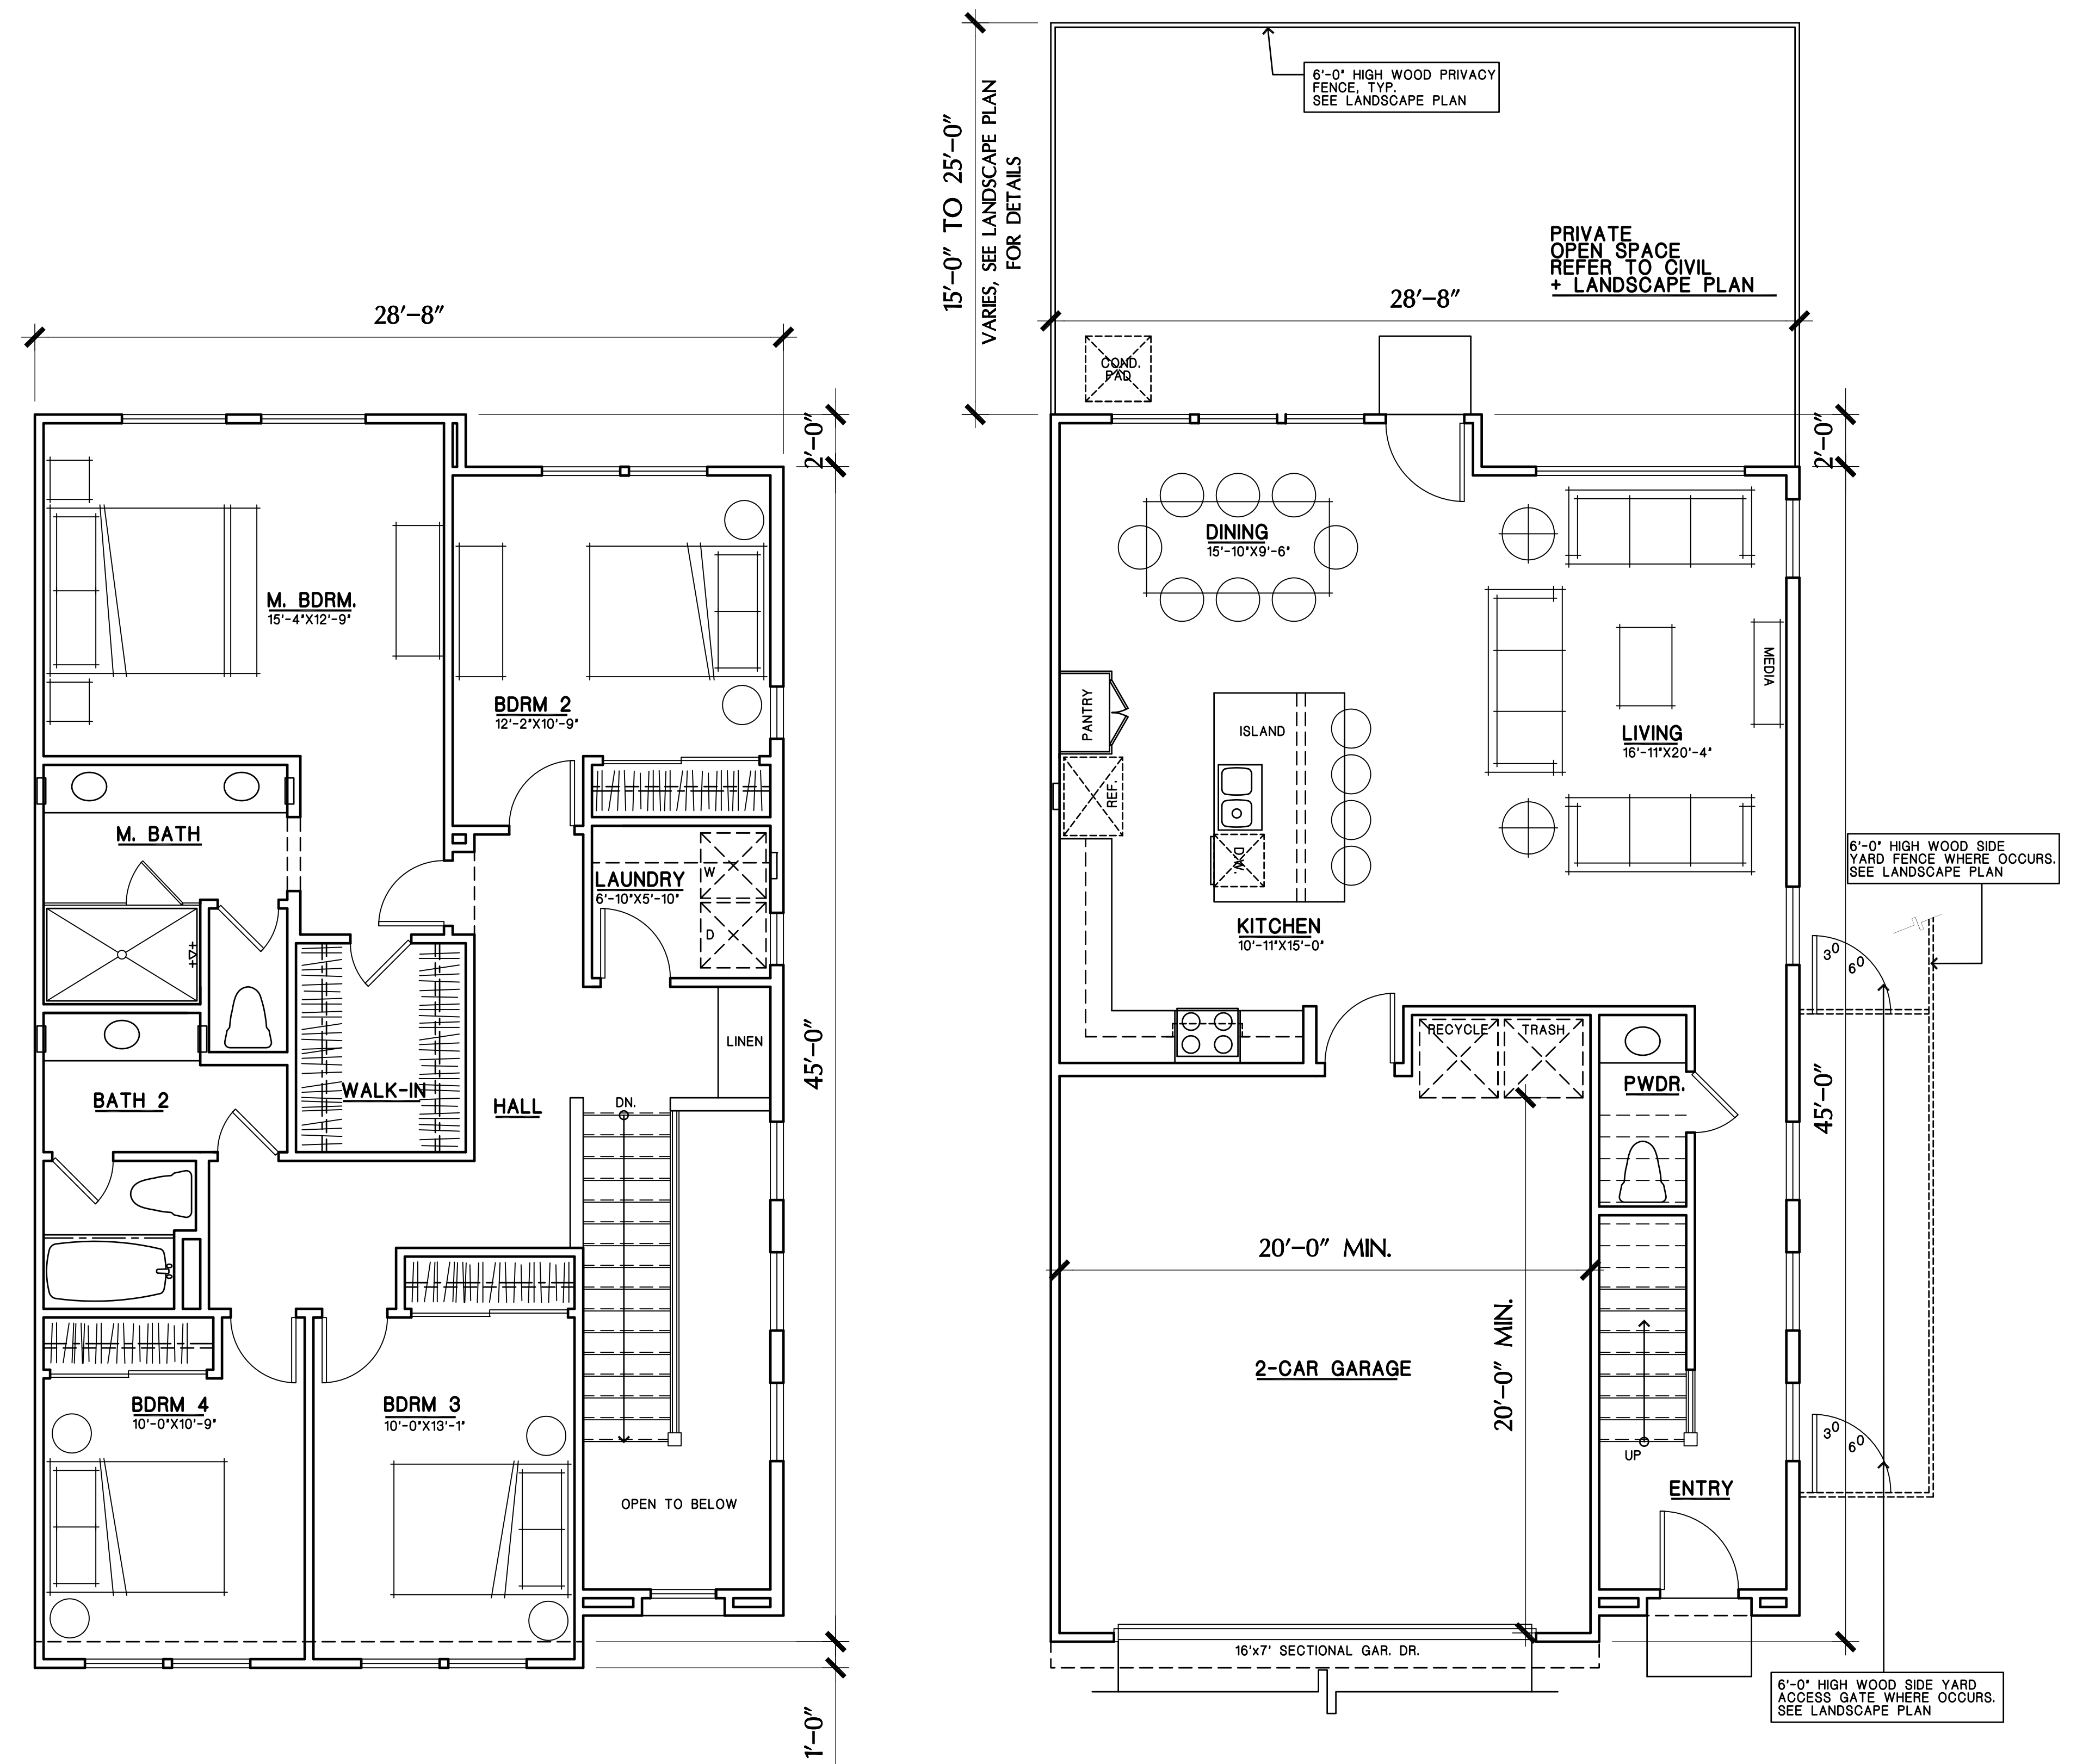 28'-8"
2'-0"
M. BDRM.
15'-4"X12'-9"
BDRM 2
12'-2"X10'-9"
M. BATH
LAUNDRY
6'-10"X5'-10"
W
D
LINEN
WALK-IN
BATH 2
HALL
DN.
45'-0"
BDRM 4
10'-0"X10'-9"
BDRM 3
10'-0"X13'-1"
OPEN TO BELOW
1'-0"
15'-0" TO 25'-0"
VARIES, SEE LANDSCAPE PLAN
FOR DETAILS
6'-0" HIGH WOOD PRIVACY
FENCE, TYP.
SEE LANDSCAPE PLAN
PRIVATE
OPEN SPACE
REFER TO CIVIL
+ LANDSCAPE PLAN
28'-8"
COND.
PAD
2'-0"
DINING
15'-10"X9'-6"
PANTRY
REF.
ISLAND
D.W.
MEDIA
LIVING
16'-11"X20'-4"
KITCHEN
10'-11"X15'-0"
6'-0" HIGH WOOD SIDE
YARD FENCE WHERE OCCURS.
SEE LANDSCAPE PLAN
30
60
RECYCLE
TRASH
PWDR.
45'-0"
20'-0" MIN.
20'-0" MIN.
2-CAR GARAGE
UP
30
60
ENTRY
16'x7' SECTIONAL GAR. DR.
6'-0" HIGH WOOD SIDE YARD
ACCESS GATE WHERE OCCURS.
SEE LANDSCAPE PLAN